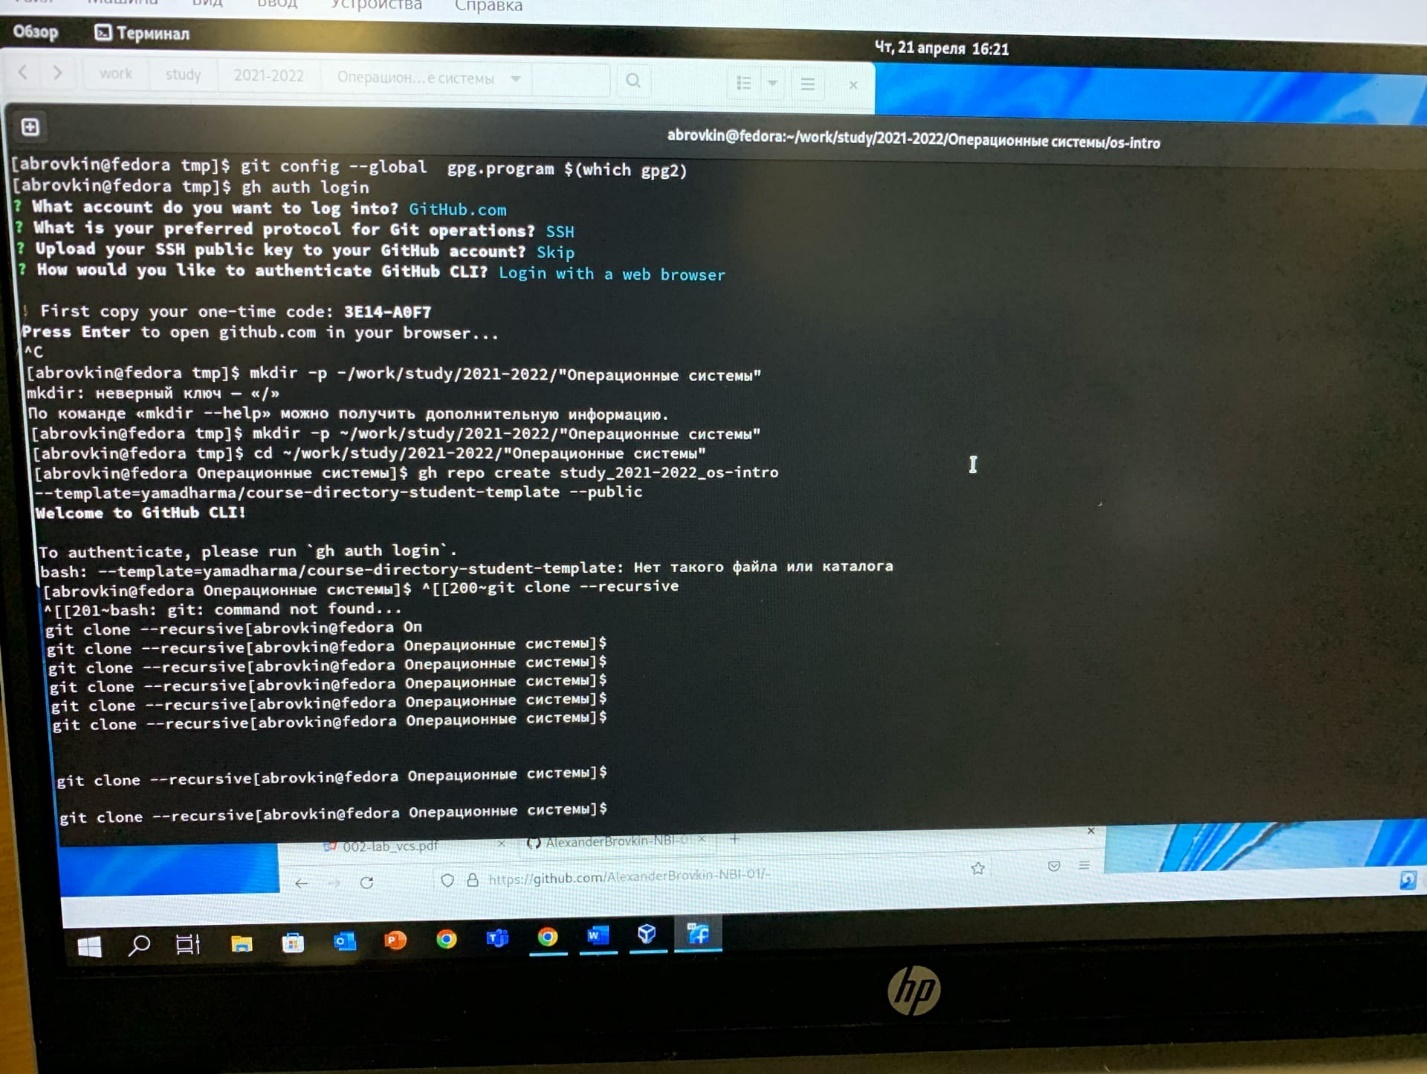 Вид
Ввод
Устройства
Справка
Обзор
Терминал
Чт, 21 апреля 16:21
work study 2021-2022 Операцион...е системы
abrovkin@fedora:~/work/study/2021-2022/Операционные системы/os-intro
[abrovkin@fedora tmp]$ git config --global  gpg.program $(which gpg2)
[abrovkin@fedora tmp]$ gh auth login
? What account do you want to log into? GitHub.com
? What is your preferred protocol for Git operations? SSH
? Upload your SSH public key to your GitHub account? Skip
? How would you like to authenticate GitHub CLI? Login with a web browser
! First copy your one-time code: 3E14-A0F7
Press Enter to open github.com in your browser...
^C
[abrovkin@fedora tmp]$ mkdir -p -/work/study/2021-2022/"Операционные системы"
mkdir: неверный ключ — «/»
По команде «mkdir --help» можно получить дополнительную информацию.
[abrovkin@fedora tmp]$ mkdir -p ~/work/study/2021-2022/"Операционные системы"
[abrovkin@fedora tmp]$ cd ~/work/study/2021-2022/"Операционные системы"
[abrovkin@fedora Операционные системы]$ gh repo create study_2021-2022_os-intro
--template=yamadharma/course-directory-student-template --public
Welcome to GitHub CLI!
To authenticate, please run `gh auth login`.
bash: --template=yamadharma/course-directory-student-template: Нет такого файла или каталога
[abrovkin@fedora Операционные системы]$ ^[[200~git clone --recursive
^[[201~bash: git: command not found...
git clone --recursive[abrovkin@fedora Оп
git clone --recursive[abrovkin@fedora Операционные системы]$
git clone --recursive[abrovkin@fedora Операционные системы]$
git clone --recursive[abrovkin@fedora Операционные системы]$
git clone --recursive[abrovkin@fedora Операционные системы]$
git clone --recursive[abrovkin@fedora Операционные системы]$
git clone --recursive[abrovkin@fedora Операционные системы]$
git clone --recursive[abrovkin@fedora Операционные системы]$
002-lab_vcs.pdf
AlexanderBrovkin-NBI-0
https://github.com/AlexanderBrovkin-NBI-01/-
hp